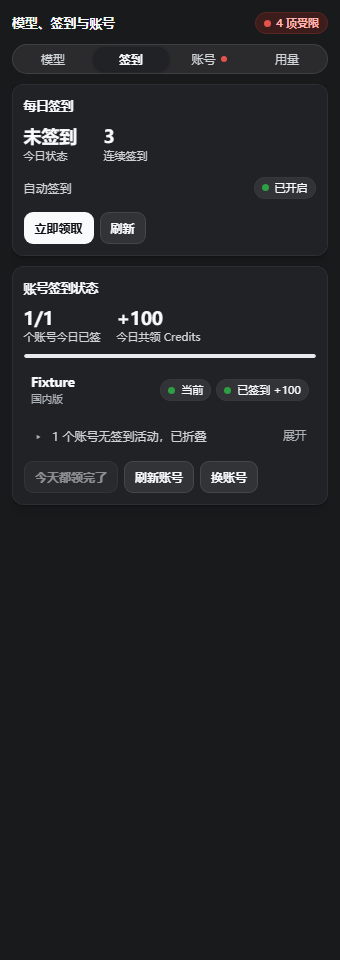 模型、签到与账号
4 顶受限
模型
签到
账号
用量
每日签到
未签到
3
今日状态
连续签到
自动签到
已开启
立即领取
刷新
账号签到状态
1/1
+100
个账号今日已签
今日共领 Credits
Fixture
国内版
当前
已签到 +100
1 个账号无签到活动，已折叠
展开
今天都领完了
刷新账号
换账号